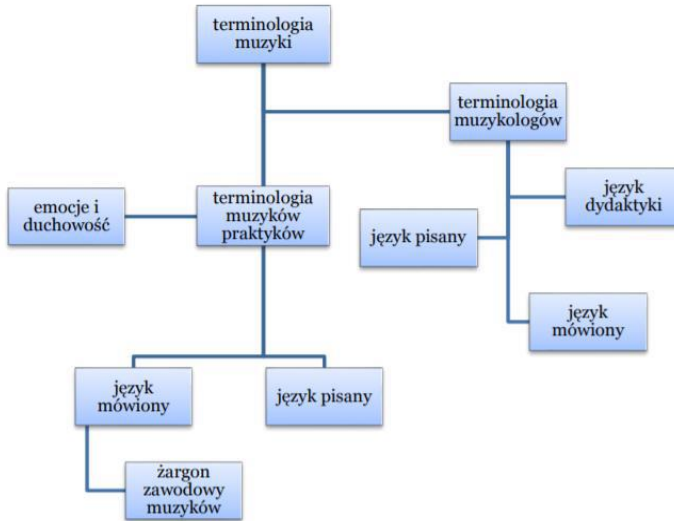 terminologia
muzyki
terminologia
muzykologów
język
dydaktyki
emocje i
duchowość
terminologia
muzyków
praktyków
język pisany
język
mówiony
język
mówiony
język pisany
żargon
zawodowy
muzyków